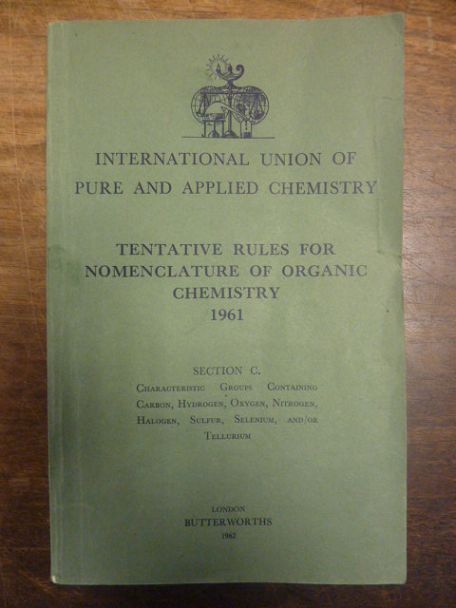 INTERNATIONAL UNION OF
PURE AND APPLIED CHEMISTRY
TENTATIVE RULES FOR
NOMENCLATURE OF ORGANIC
CHEMISTRY
1961
SECTION C.
CHARACTERISTIC GROUPS CONTAINING
CARBON, HYDROGEN, OXYGEN, NITROGEN,
HALOGEN, SULFUR, SELENIUM, AND/OR
TELLURIUM
LONDON
BUTTERWORTHS
1962